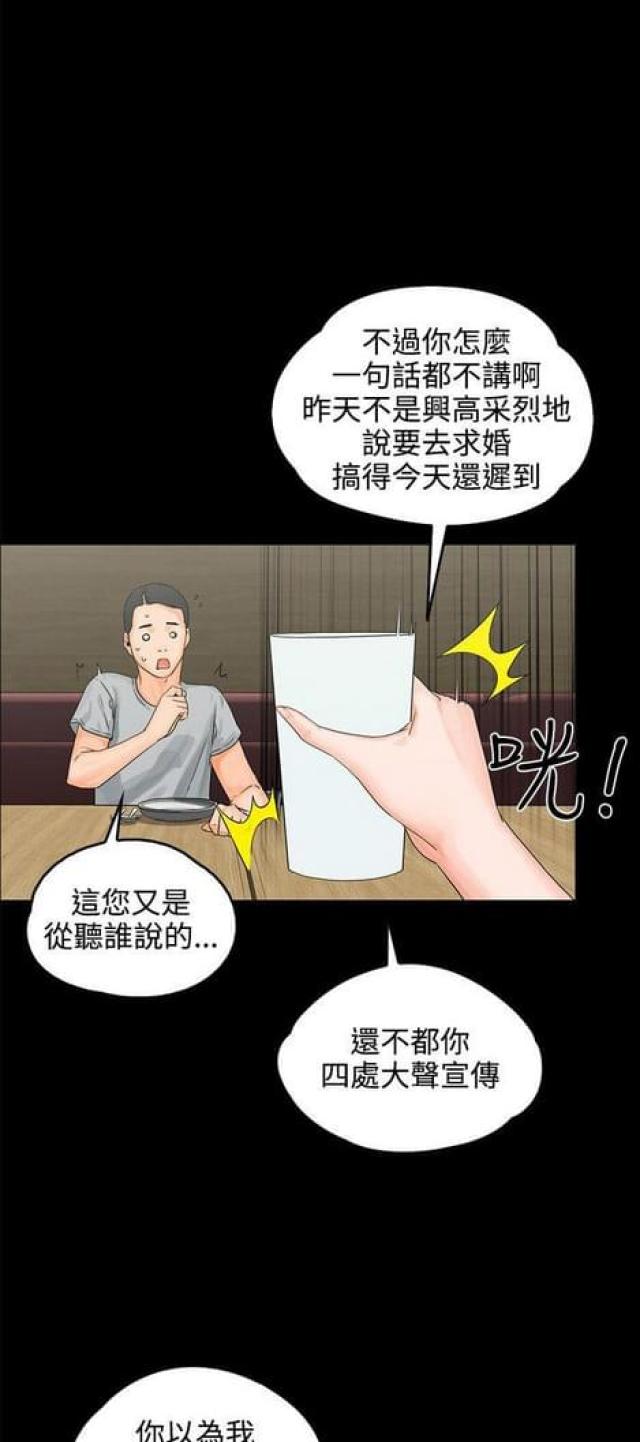 不過你怎麼
一句話都不講啊
昨天不是興高采烈地
說要去求婚
搞得今天還遲到
咣！
這您又是
從聽誰說的...
還不都你
四處大聲宣傳
你以為我